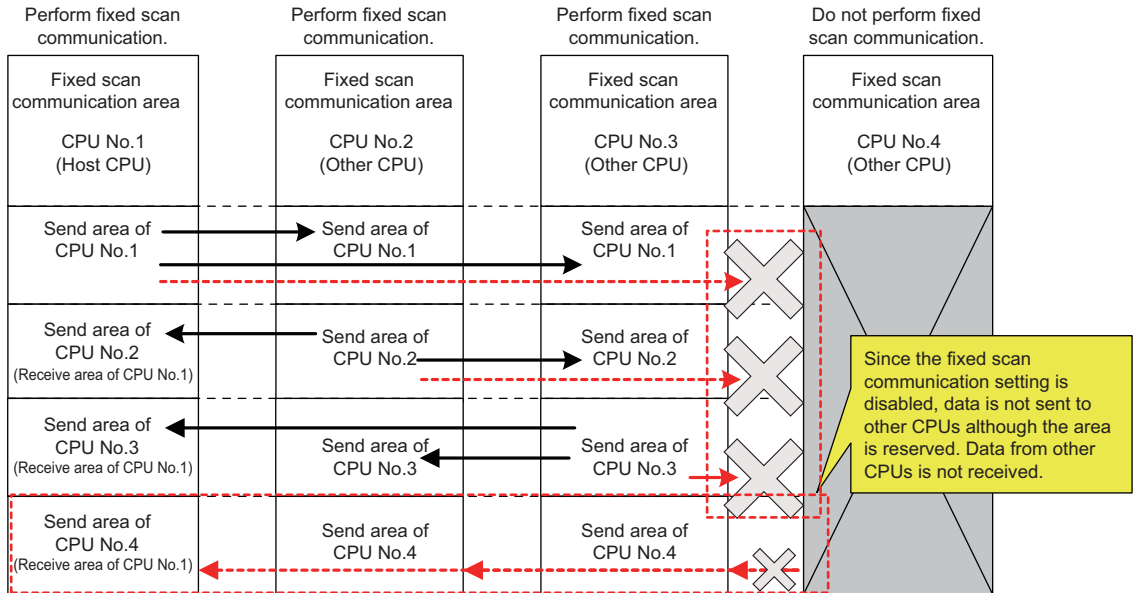 Perform fixed scan
communication.
Perform fixed scan
communication.
Perform fixed scan
communication.
Do not perform fixed
scan communication.
Fixed scan
communication area
CPU No.1
(Host CPU)
Fixed scan
communication area
CPU No.2
(Other CPU)
Fixed scan
communication area
CPU No.3
(Other CPU)
Fixed scan
communication area
CPU No.4
(Other CPU)
Send area of
CPU No.1
Send area of
CPU No.1
Send area of
CPU No.1
Send area of
CPU No.2
(Receive area of CPU No.1)
Send area of
CPU No.2
Send area of
CPU No.2
Send area of
CPU No.3
(Receive area of CPU No.1)
Send area of
CPU No.3
Send area of
CPU No.3
Send area of
CPU No.4
(Receive area of CPU No.1)
Send area of
CPU No.4
Send area of
CPU No.4
Since the fixed scan
communication setting is
disabled, data is not sent to
other CPUs although the area
is reserved. Data from other
CPUs is not received.